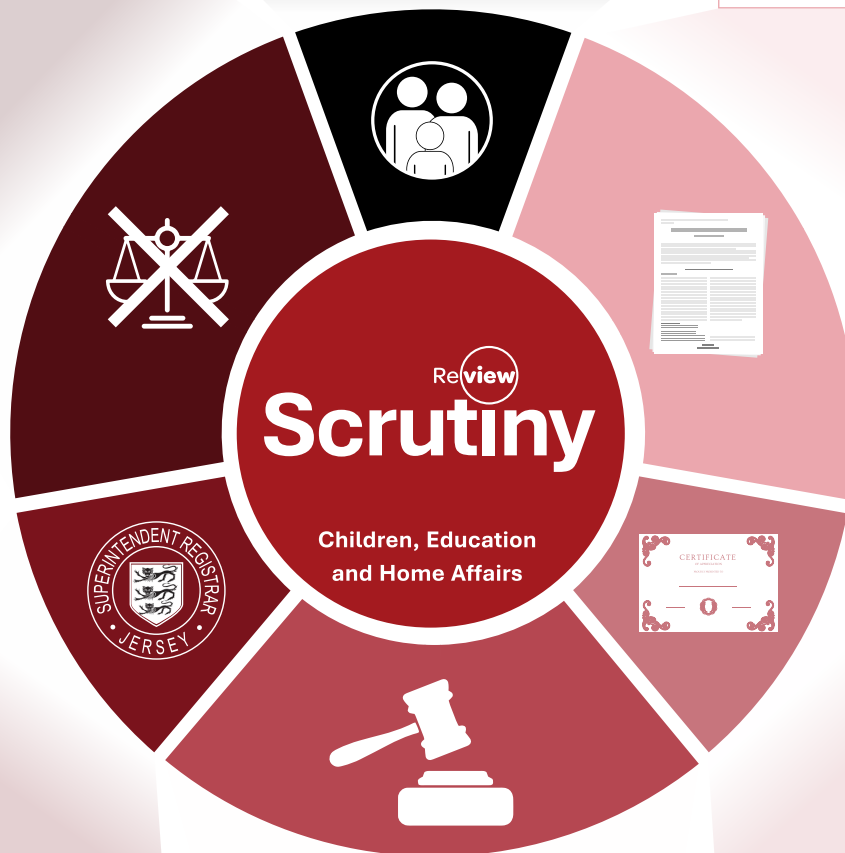 Review
Scrutiny
Children, Education
and Home Affairs
SUPERINTENDENT REGISTRAR
• JERSEY •
CERTIFICATE